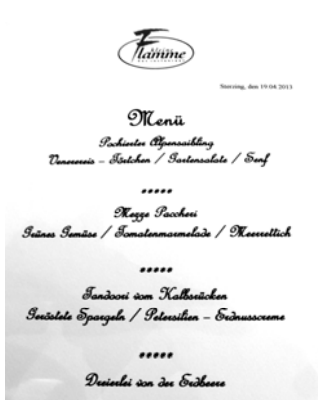 kleine
Flamme
Sterzing, den 19.04.2013
Menü
Pochierter Alpensaibling
Venerereis - Törtchen / Gartensalate / Senf
*****
Mezze Paccheri
Grünes Gemüse / Tomatenmarmelade / Meerrettich
*****
Tandoori vom Kalbsrücken
Geröstete Spargeln / Petersilien - Erdnusscreme
*****
Dreierlei von der Erdbeere